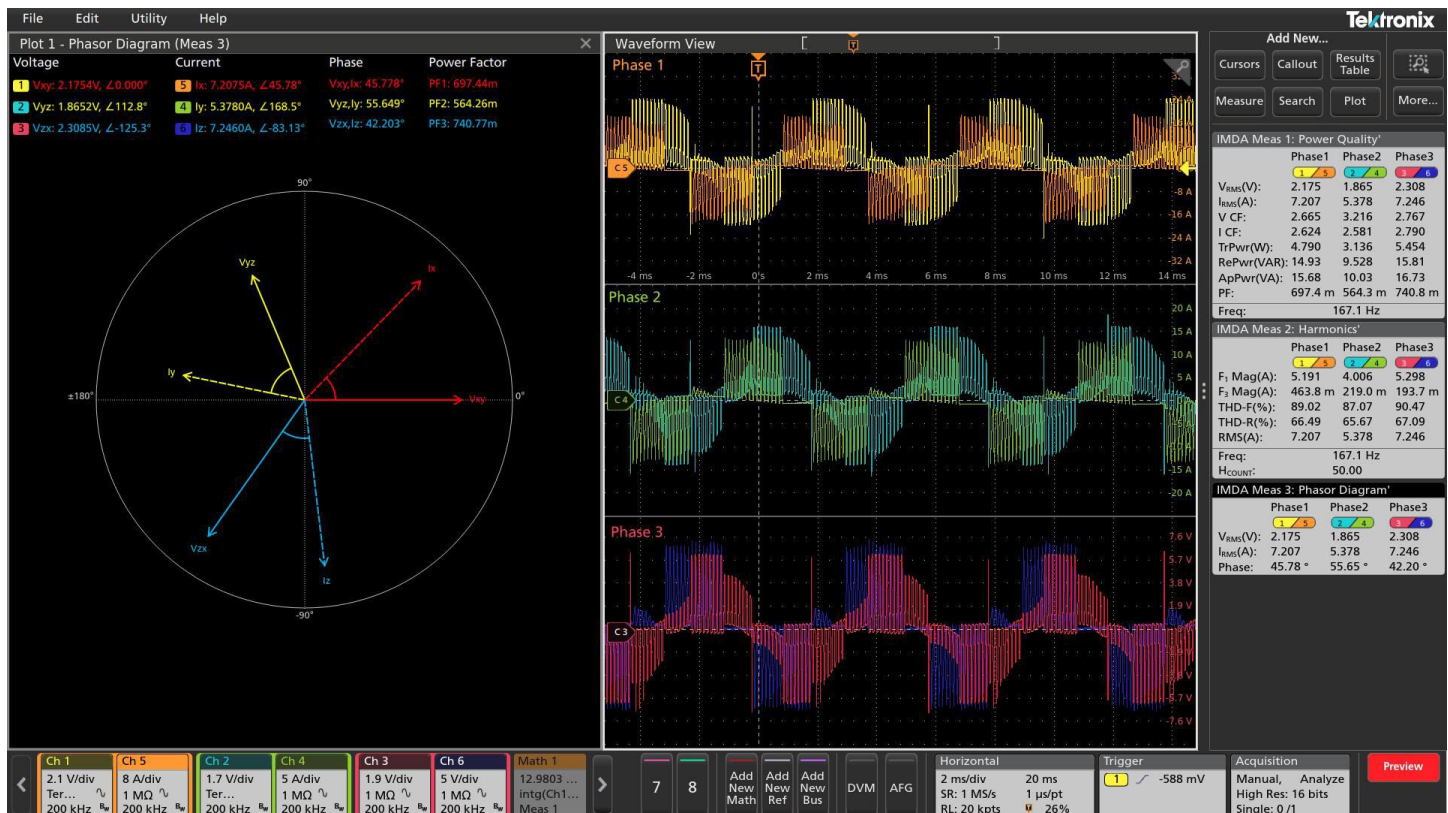 File Edit Utility Help
Tektronix
Plot 1 - Phasor Diagram (Meas 3)
Voltage Current Phase Power Factor
1 Vxy: 2.1754V, ∠0.000° 5 Ix: 7.2075A, ∠45.78° Vxy,Ix: 45.778° PF1: 697.44m
2 Vyz: 1.8652V, ∠112.8° 4 Iy: 5.3780A, ∠168.5° Vyz,Iy: 55.649° PF2: 564.26m
3 Vzx: 2.3085V, ∠-125.3° 6 Iz: 7.2460A, ∠-83.13° Vzx,Iz: 42.203° PF3: 740.77m
90°
Vyz
Ix
Iy
±180°
0°
Vxy
Vzx
Iz
-90°
Waveform View
T
Phase 1
T
C 5
-8 A
-16 A
-24 A
-32 A
-4 ms -2 ms 0 s 2 ms 4 ms 6 ms 8 ms 10 ms 12 ms 14 ms
Phase 2
20 A
15 A
10 A
5 A
C 4
-15 A
-20 A
Phase 3
7.6 V
5.7 V
3.8 V
1.9 V
C 3
-5.7 V
-7.6 V
Add New...
Cursors Callout Results Table
Measure Search Plot More...
IMDA Meas 1: Power Quality'
Phase1 Phase2 Phase3
1 5 2 4 3 6
VRMS(V): 2.175 1.865 2.308
IRMS(A): 7.207 5.378 7.246
V CF: 2.665 3.216 2.767
I CF: 2.624 2.581 2.790
TrPwr(W): 4.790 3.136 5.454
RePwr(VAR): 14.93 9.528 15.81
ApPwr(VA): 15.68 10.03 16.73
PF: 697.4 m 564.3 m 740.8 m
Freq: 167.1 Hz
IMDA Meas 2: Harmonics'
Phase1 Phase2 Phase3
1 5 2 4 3 6
F₁ Mag(A): 5.191 4.006 5.298
F₃ Mag(A): 463.8 m 219.0 m 193.7 m
THD-F(%): 89.02 87.07 90.47
THD-R(%): 66.49 65.67 67.09
RMS(A): 7.207 5.378 7.246
Freq: 167.1 Hz
HCOUNT: 50.00
IMDA Meas 3: Phasor Diagram'
Phase1 Phase2 Phase3
1 5 2 4 3 6
VRMS(V): 2.175 1.865 2.308
IRMS(A): 7.207 5.378 7.246
Phase: 45.78 ° 55.65 ° 42.20 °
Ch 1 Ch 5 Ch 2 Ch 4 Ch 3 Ch 6 Math 1
2.1 V/div 8 A/div 1.7 V/div 5 A/div 1.9 V/div 5 V/div 12.9803 ...
Ter... 1 MΩ Ter... 1 MΩ 1 MΩ 1 MΩ intg(Ch1...
200 kHz Bw 200 kHz Bw 200 kHz Bw 200 kHz Bw 200 kHz Bw 200 kHz Bw Meas 1
7 8
Add New Math
Add New Ref
Add New Bus
DVM AFG
Horizontal
2 ms/div 20 ms
SR: 1 MS/s 1 µs/pt
RL: 20 kpts 26%
Trigger
1 -588 mV
Acquisition
Manual, Analyze
High Res: 16 bits
Single: 0 /1
Preview